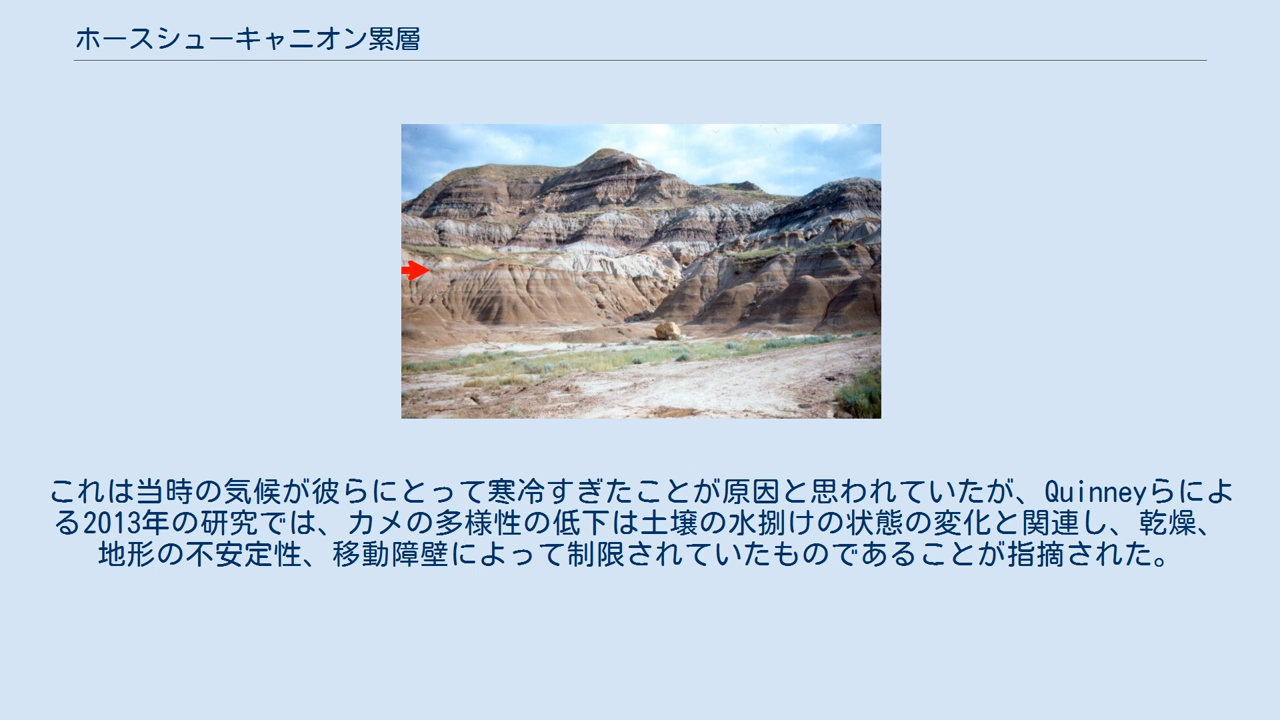 ホースシューキャニオン累層
これは当時の気候が彼らにとって寒冷すぎたことが原因と思われていたが、Quinneyらによ
る2013年の研究では、カメの多様性の低下は土壌の水捌けの状態の変化と関連し、乾燥、
地形の不安定性、移動障壁によって制限されていたものであることが指摘された。